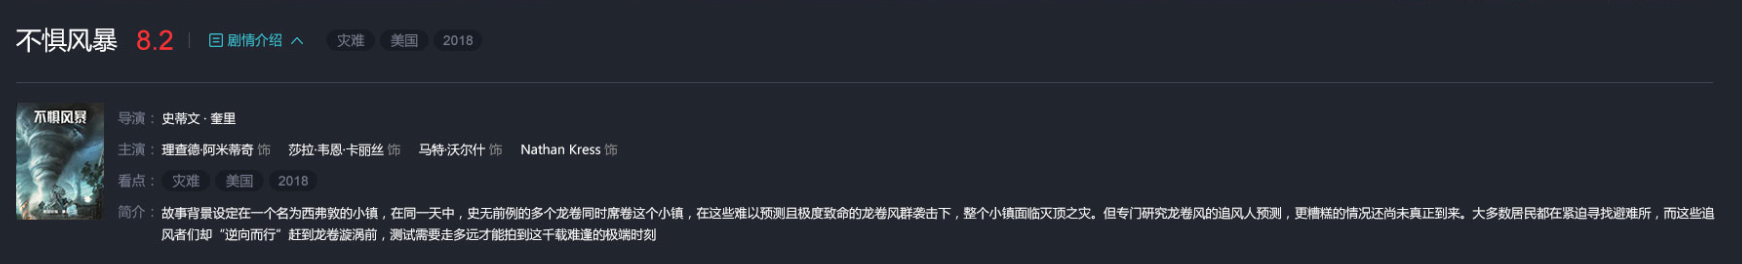 不惧风暴 8.2 剧情介绍 灾难 美国 2018
不惧风暴
导演：史蒂文·奎里
主演：理查德·阿米蒂奇 饰 莎拉·韦恩·卡丽丝 饰 马特·沃尔什 饰 Nathan Kress 饰
看点：灾难 美国 2018
简介：故事背景设定在一个名为西弗敦的小镇，在同一天中，史无前例的多个龙卷同时席卷这个小镇，在这些难以预测且极度致命的龙卷风群袭击下，整个小镇面临灭顶之灾。但专门研究龙卷风的追风人预测，更糟糕的情况还尚未真正到来。大多数居民都在紧迫寻找避难所，而这些追
风者们却“逆向而行”赶到龙卷漩涡前，测试需要走多远才能拍到这千载难逢的极端时刻